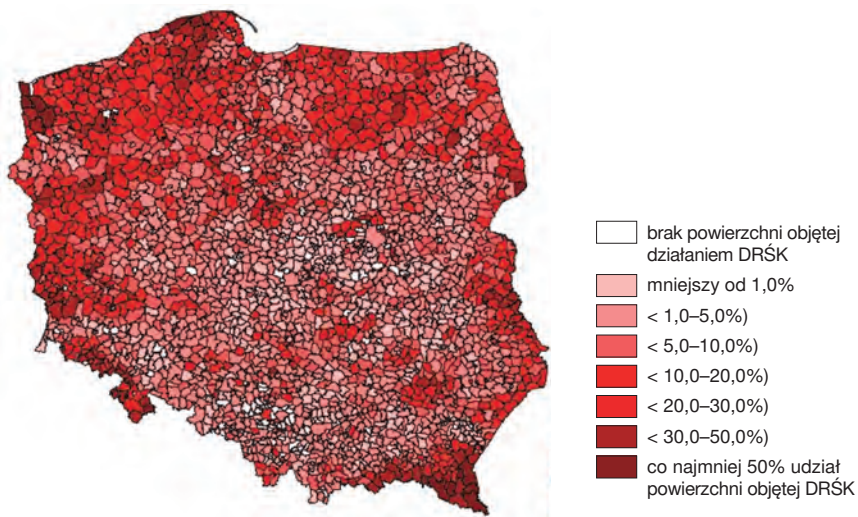 brak powierzchni objętej
działaniem DRŚK
mniejszy od 1,0%
< 1,0–5,0%)
< 5,0–10,0%)
< 10,0–20,0%)
< 20,0–30,0%)
< 30,0–50,0%)
co najmniej 50% udział
powierzchni objętej DRŚK